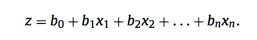 z = b₀ + b₁x₁ + b₂x₂ + … + bₙxₙ.